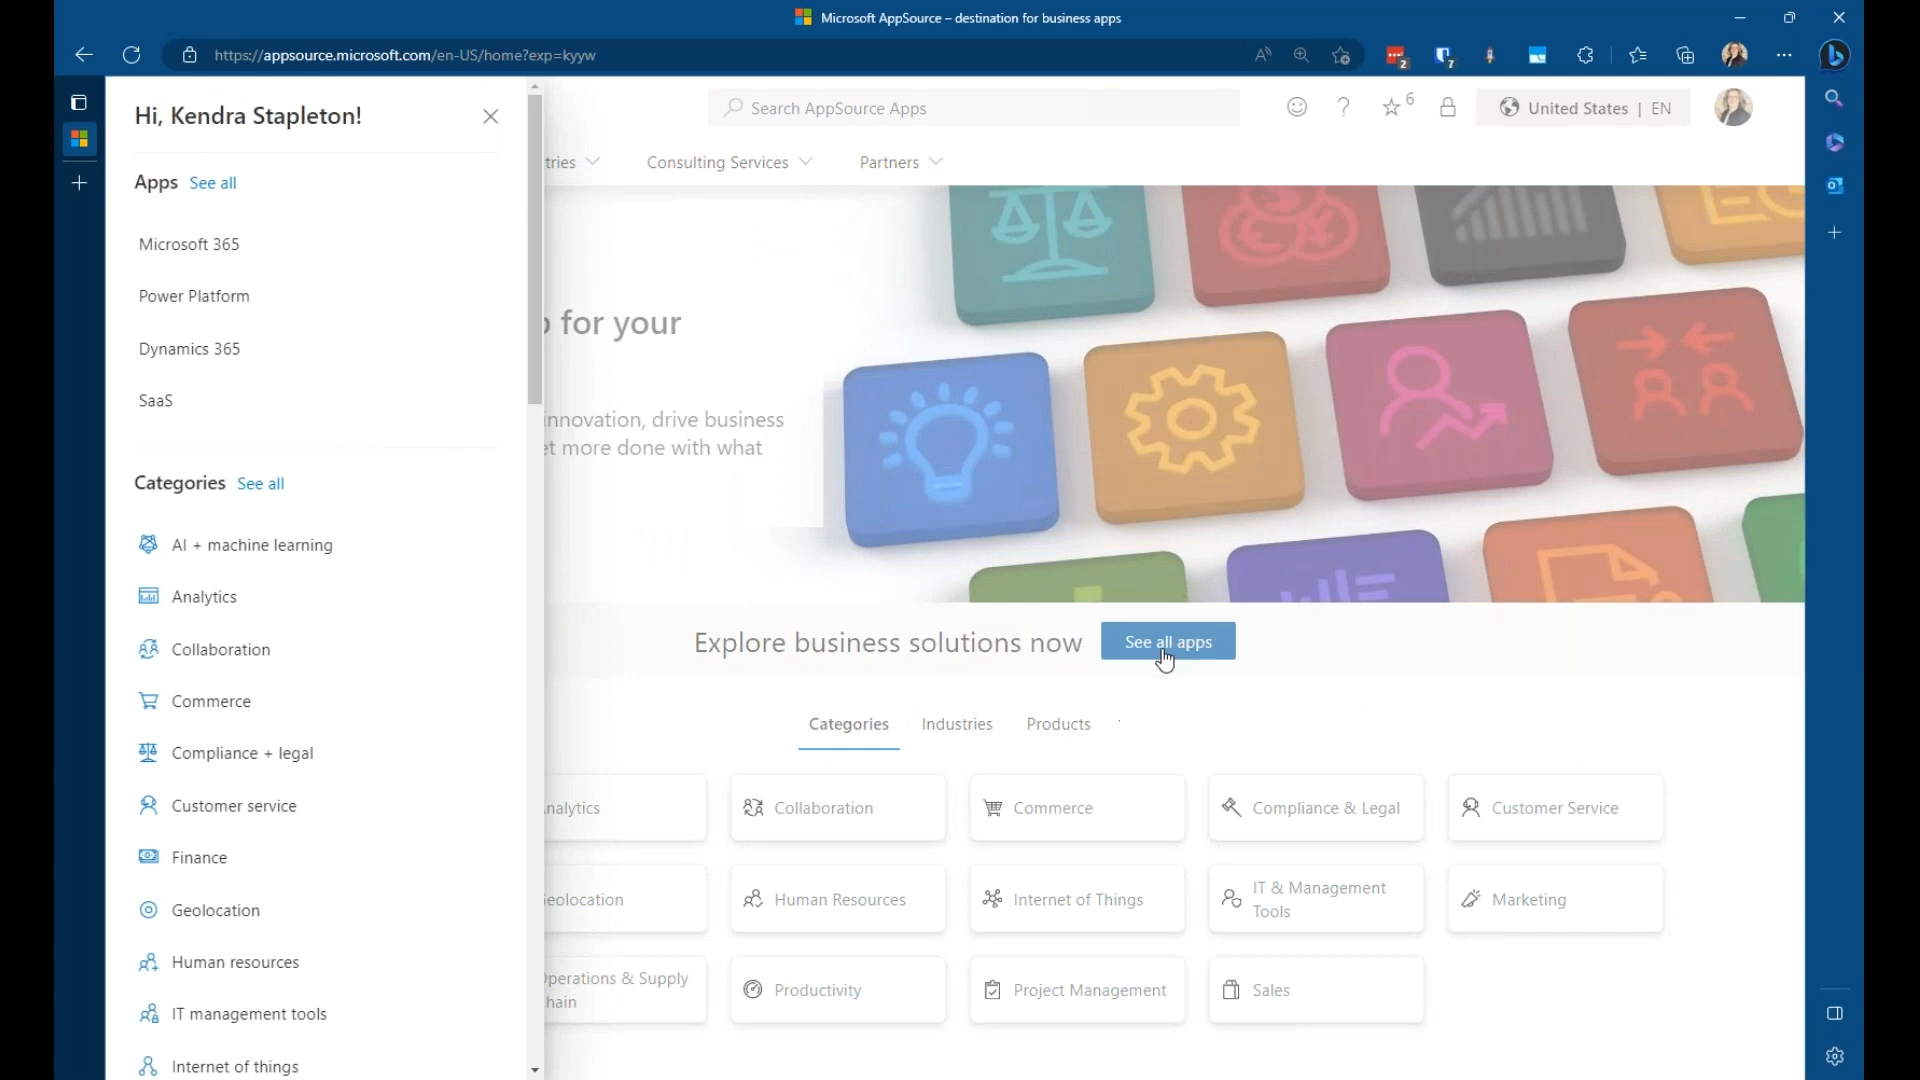 Microsoft AppSource – destination for business apps
https://appsource.microsoft.com/en-US/home?exp=kyyw
2
7
Hi, Kendra Stapleton!
Search AppSource Apps
6
United States | EN
tries
Consulting Services
Partners
Apps See all
Microsoft 365
Power Platform
Dynamics 365
SaaS
for your
innovation, drive business
et more done with what
Categories See all
AI + machine learning
Analytics
Collaboration
Commerce
Compliance + legal
Customer service
Finance
Geolocation
Human resources
IT management tools
Internet of things
Explore business solutions now
See all apps
Categories
Industries
Products
nalytics
Collaboration
Commerce
Compliance & Legal
Customer Service
eolocation
Human Resources
Internet of Things
IT & Management
Tools
Marketing
perations & Supply
hain
Productivity
Project Management
Sales